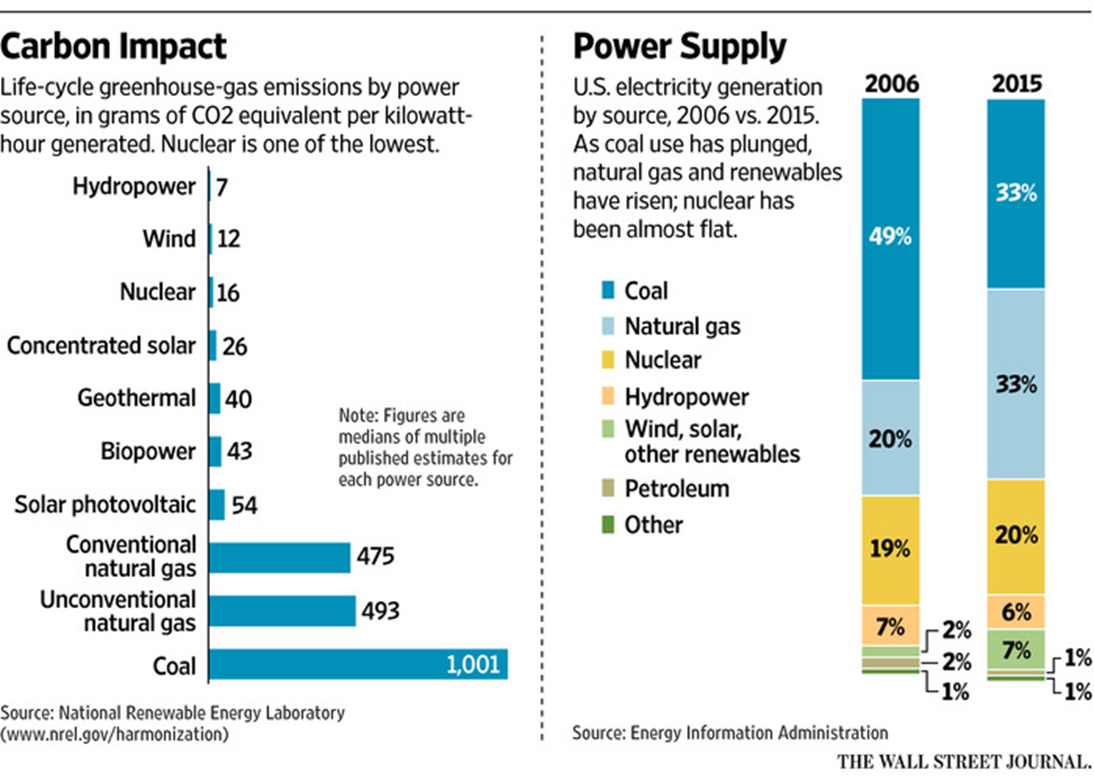 Carbon Impact
Life-cycle greenhouse-gas emissions by power
source, in grams of CO2 equivalent per kilowatt-
hour generated. Nuclear is one of the lowest.
Hydropower 7
Wind 12
Nuclear 16
Concentrated solar 26
Geothermal 40
Biopower 43
Solar photovoltaic 54
Conventional
natural gas 475
Unconventional
natural gas 493
Coal 1,001
Note: Figures are
medians of multiple
published estimates for
each power source.
Source: National Renewable Energy Laboratory
(www.nrel.gov/harmonization)
Power Supply
U.S. electricity generation
by source, 2006 vs. 2015.
As coal use has plunged,
natural gas and renewables
have risen; nuclear has
been almost flat.
Coal
Natural gas
Nuclear
Hydropower
Wind, solar,
other renewables
Petroleum
Other
2006
49%
20%
19%
7%
2%
2%
1%
2015
33%
33%
20%
6%
7%
1%
1%
Source: Energy Information Administration
THE WALL STREET JOURNAL.